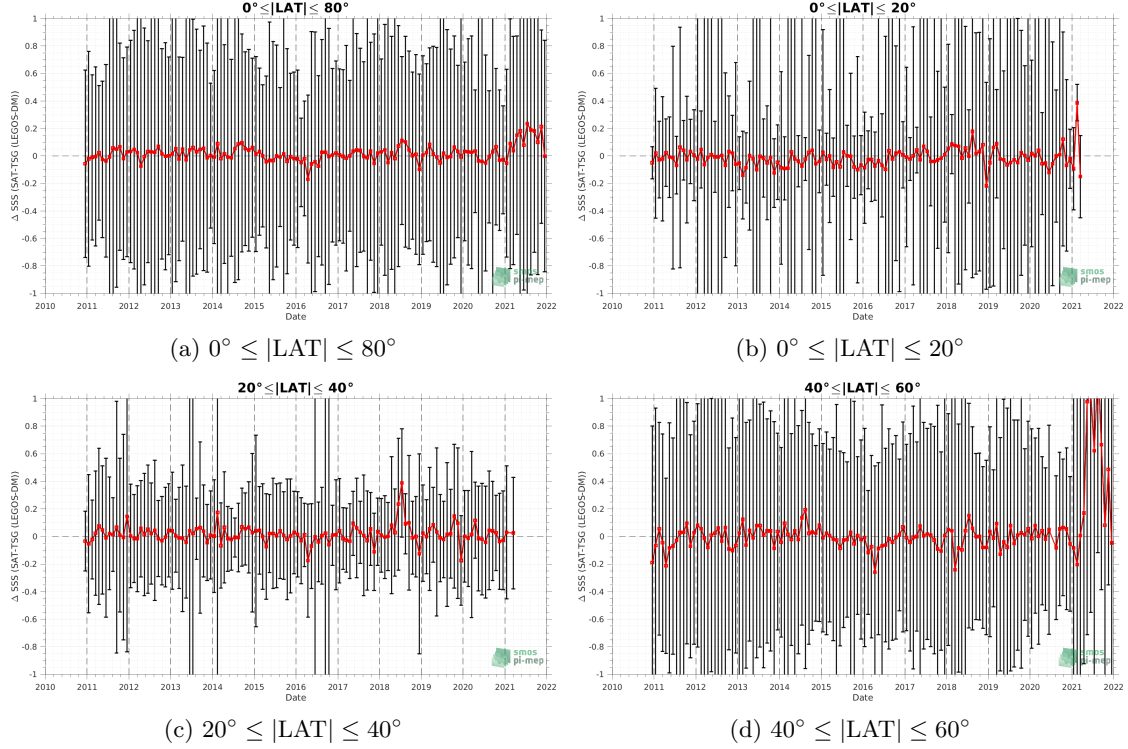 0°≤|LAT|≤ 80°
Δ SSS (SAT-TSG (LEGOS-DM))
1
0.8
0.6
0.4
0.2
0
-0.2
-0.4
-0.6
-0.8
-1
2010 2011 2012 2013 2014 2015 2016 2017 2018 2019 2020 2021 2022
Date
smos
pi-mep
(a) 0° ≤ |LAT| ≤ 80°
0°≤|LAT|≤ 20°
Δ SSS (SAT-TSG (LEGOS-DM))
1
0.8
0.6
0.4
0.2
0
-0.2
-0.4
-0.6
-0.8
-1
2010 2011 2012 2013 2014 2015 2016 2017 2018 2019 2020 2021 2022
Date
smos
pi-mep
(b) 0° ≤ |LAT| ≤ 20°
20°≤|LAT|≤ 40°
Δ SSS (SAT-TSG (LEGOS-DM))
1
0.8
0.6
0.4
0.2
0
-0.2
-0.4
-0.6
-0.8
-1
2010 2011 2012 2013 2014 2015 2016 2017 2018 2019 2020 2021 2022
Date
smos
pi-mep
(c) 20° ≤ |LAT| ≤ 40°
40°≤|LAT|≤ 60°
Δ SSS (SAT-TSG (LEGOS-DM))
1
0.8
0.6
0.4
0.2
0
-0.2
-0.4
-0.6
-0.8
-1
2010 2011 2012 2013 2014 2015 2016 2017 2018 2019 2020 2021 2022
Date
smos
pi-mep
(d) 40° ≤ |LAT| ≤ 60°